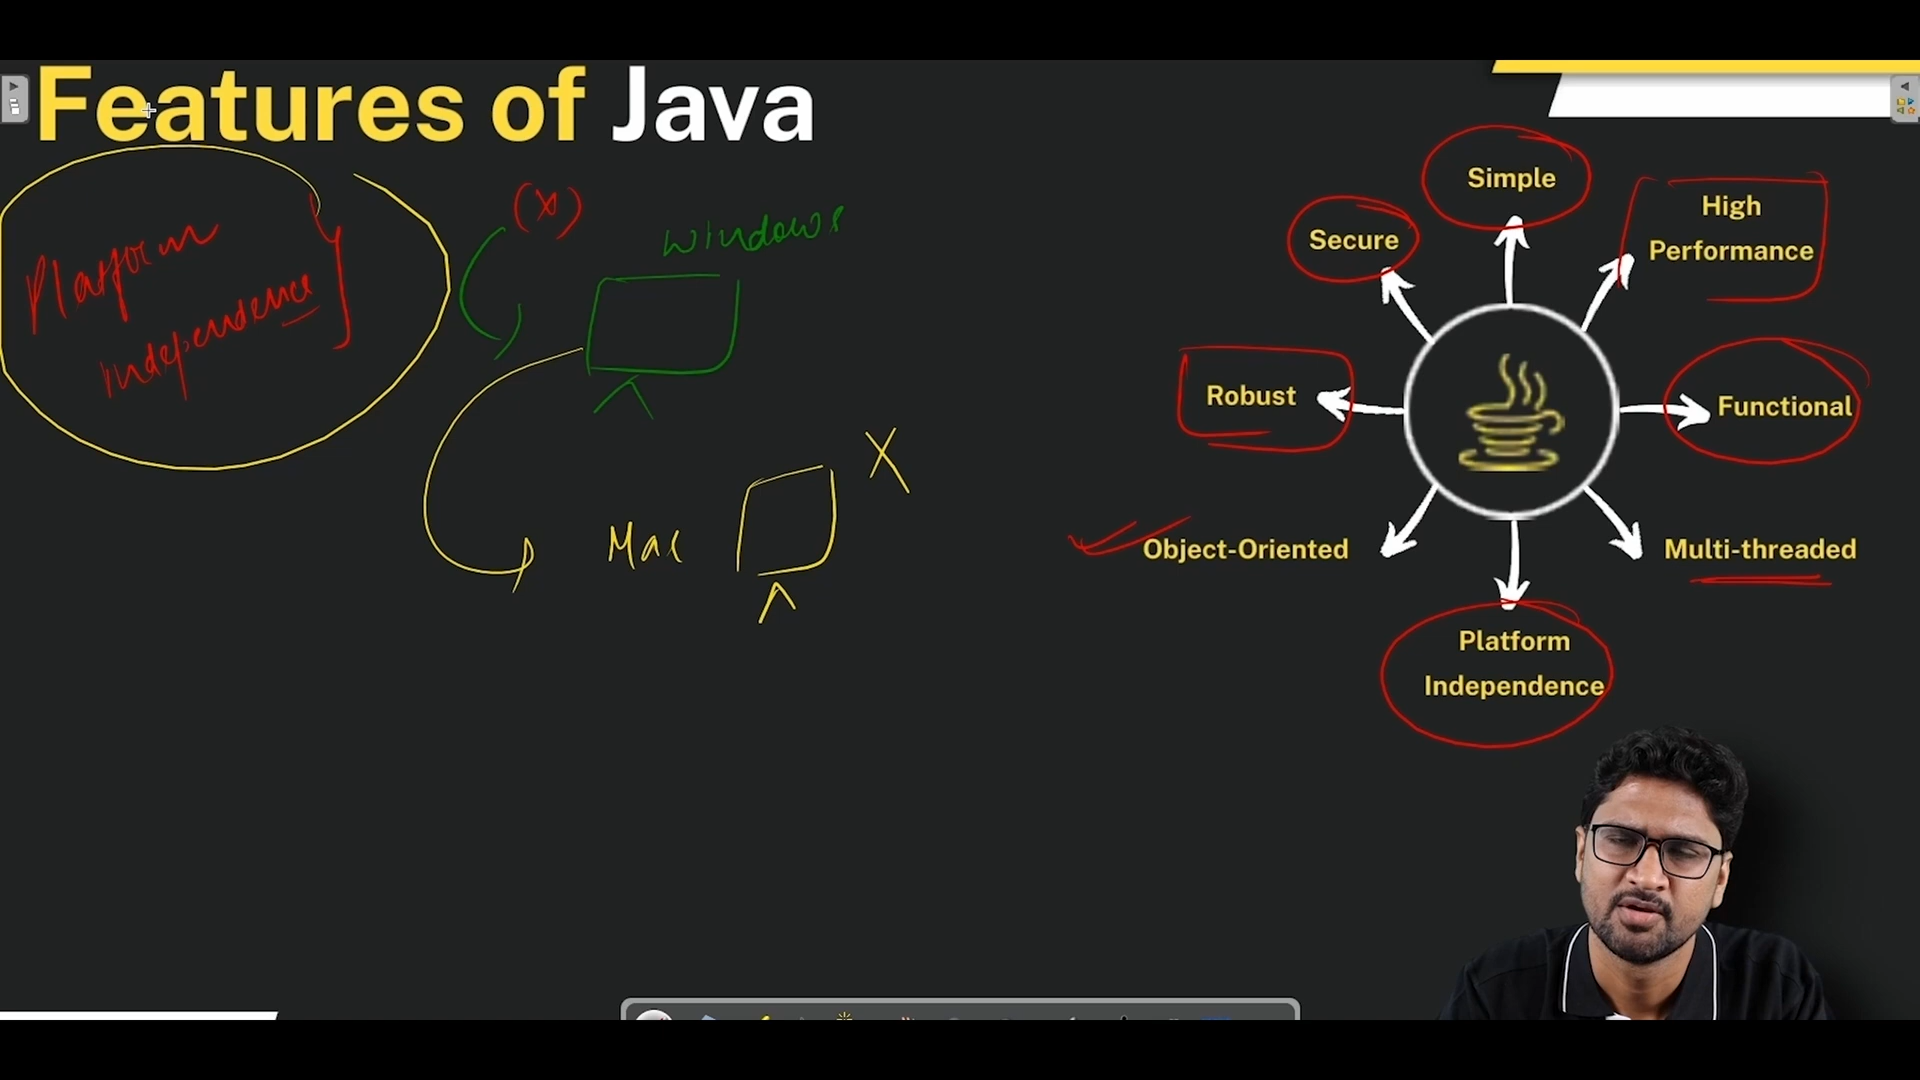 Features of Java
Platform
independence
(X)
Windows
Mac
X
Simple
Secure
High
Performance
Robust
Functional
Object-Oriented
Multi-threaded
Platform
Independence